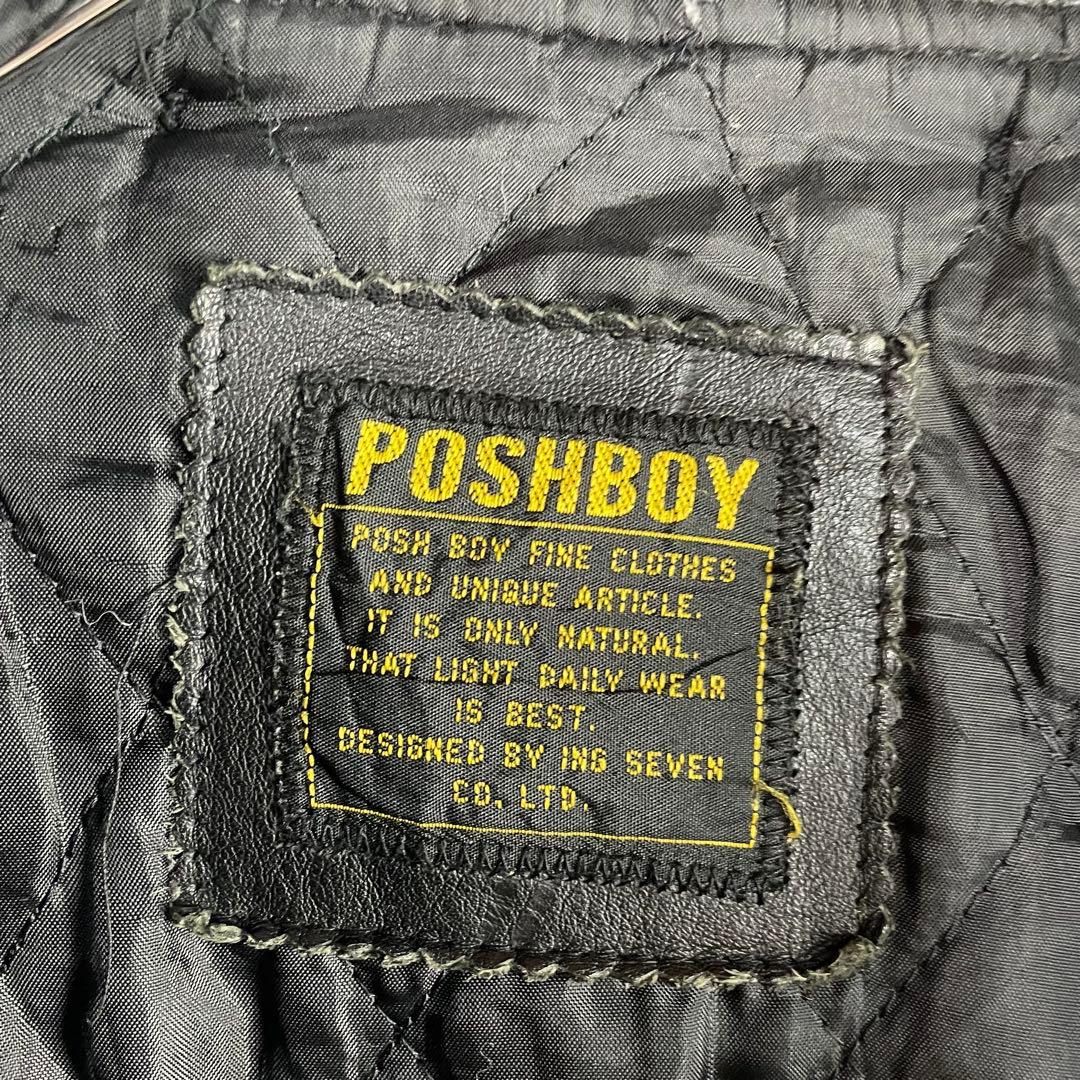 POSHBOY
POSH BOY FINE CLOTHES
AND UNIQUE ARTICLE.
IT IS ONLY NATURAL.
THAT LIGHT DAILY WEAR
IS BEST.
DESIGNED BY ING SEVEN
CO, LTD.